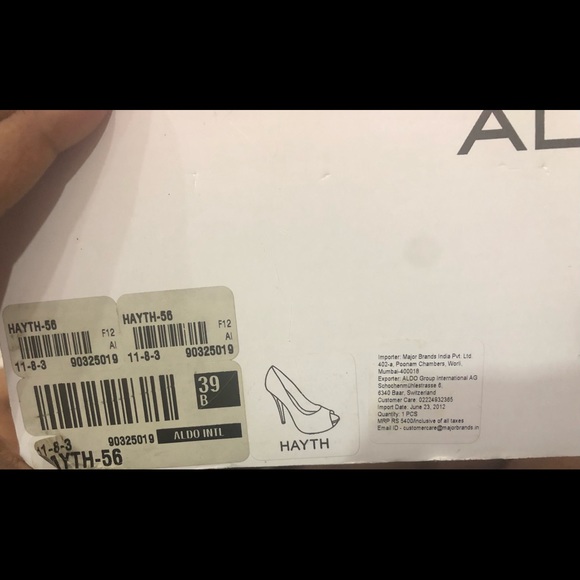 AL
HAYTH-56
F12
AI
11-8-3 90325019
HAYTH-56
F12
AI
11-8-3 90325019
39
B
11-8-3 90325019 ALDO INTL
HAYTH-56
HAYTH
Importer: Major Brands India Pvt. Ltd
402-a, Poonam Chambers, Worli,
Mumbai-400018
Exporter: ALDO Group International AG
Schochenmühlestrasse 6,
6340 Baar, Switzerland
Customer Care: 02224932365
Import Date: June 23, 2012
Quantity: 1 PCS
MRP RS 5400/Inclusive of all taxes
Email ID - customercare@majorbrands.in